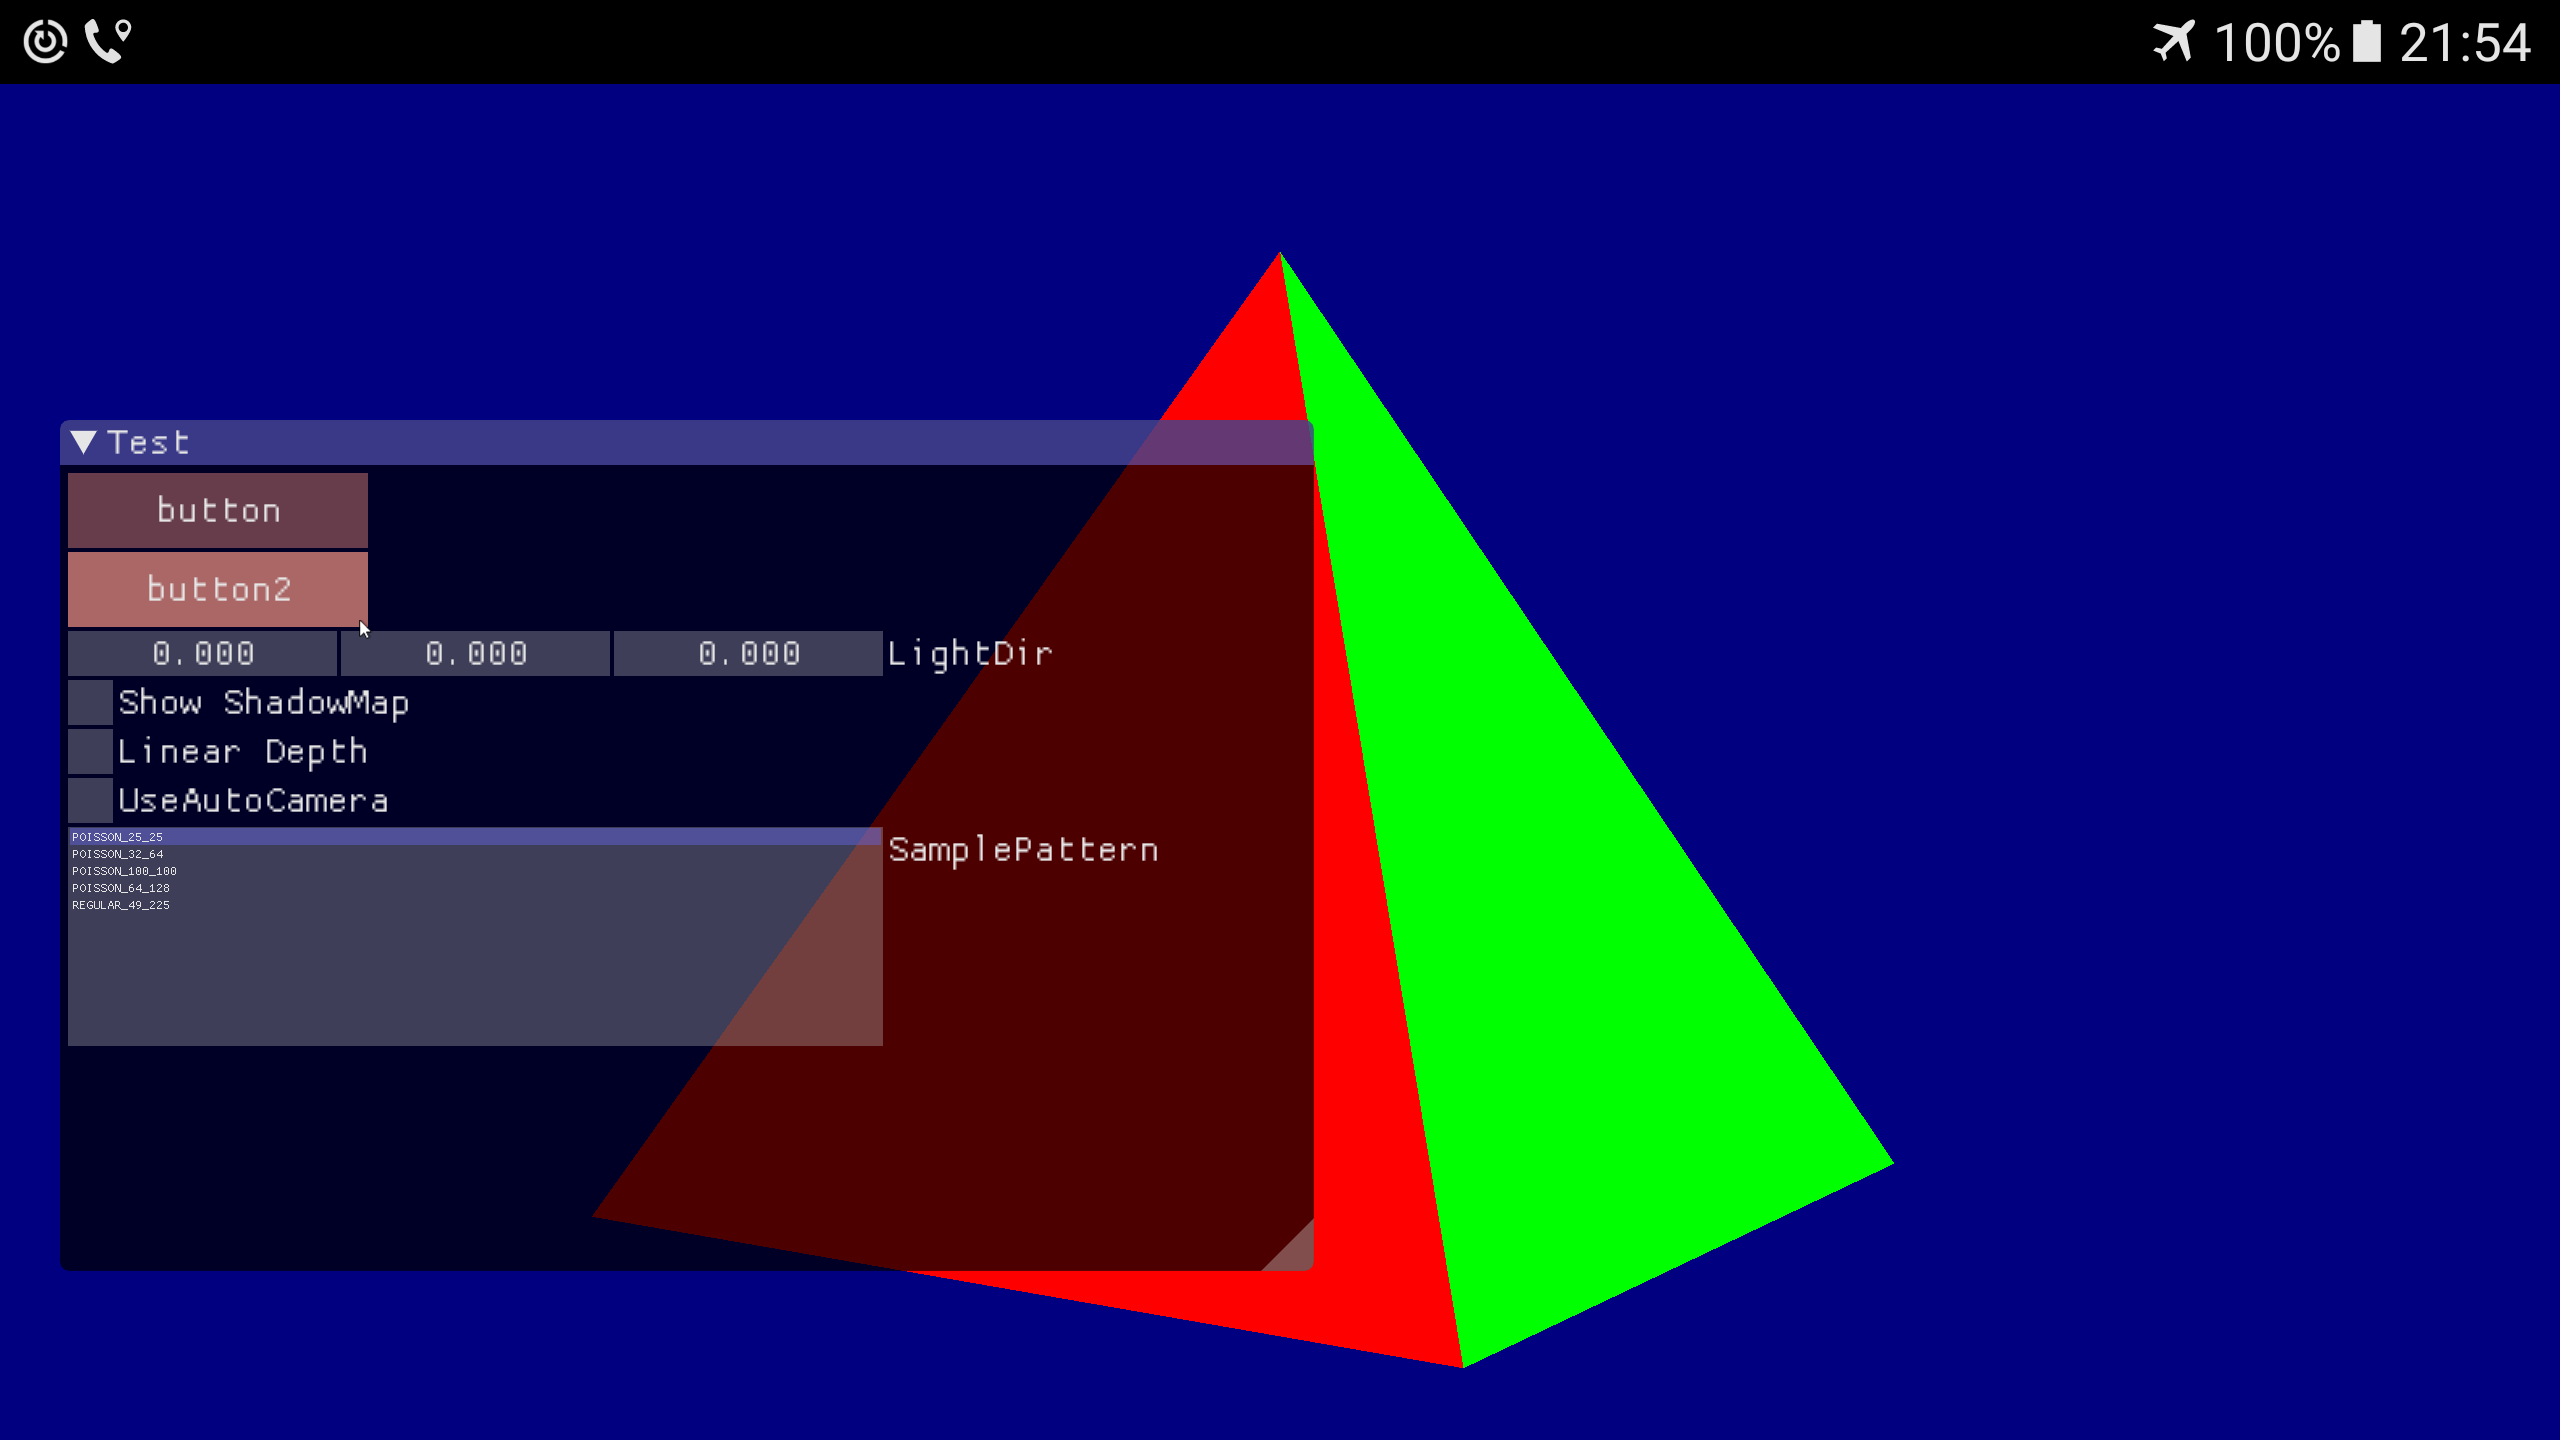 100% 21:54
Test
button
button2
0.000 0.000 0.000 LightDir
Show ShadowMap
Linear Depth
UseAutoCamera
POISSON_25_25 SamplePattern
POISSON_32_64
POISSON_100_100
POISSON_64_128
REGULAR_49_225